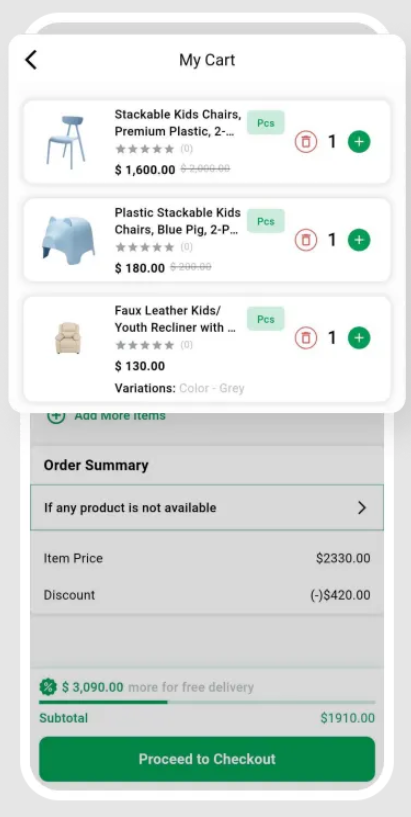 My Cart
Stackable Kids Chairs,
Premium Plastic, 2-...
Pcs
(0)
$ 1,600.00 $ 2,000.00
1
Plastic Stackable Kids
Chairs, Blue Pig, 2-P...
Pcs
(0)
$ 180.00 $ 200.00
1
Faux Leather Kids/
Youth Recliner with ...
Pcs
(0)
$ 130.00
1
Variations: Color - Grey
Add More Items
Order Summary
If any product is not available
Item Price $2330.00
Discount (-)$420.00
$ 3,090.00 more for free delivery
Subtotal $1910.00
Proceed to Checkout